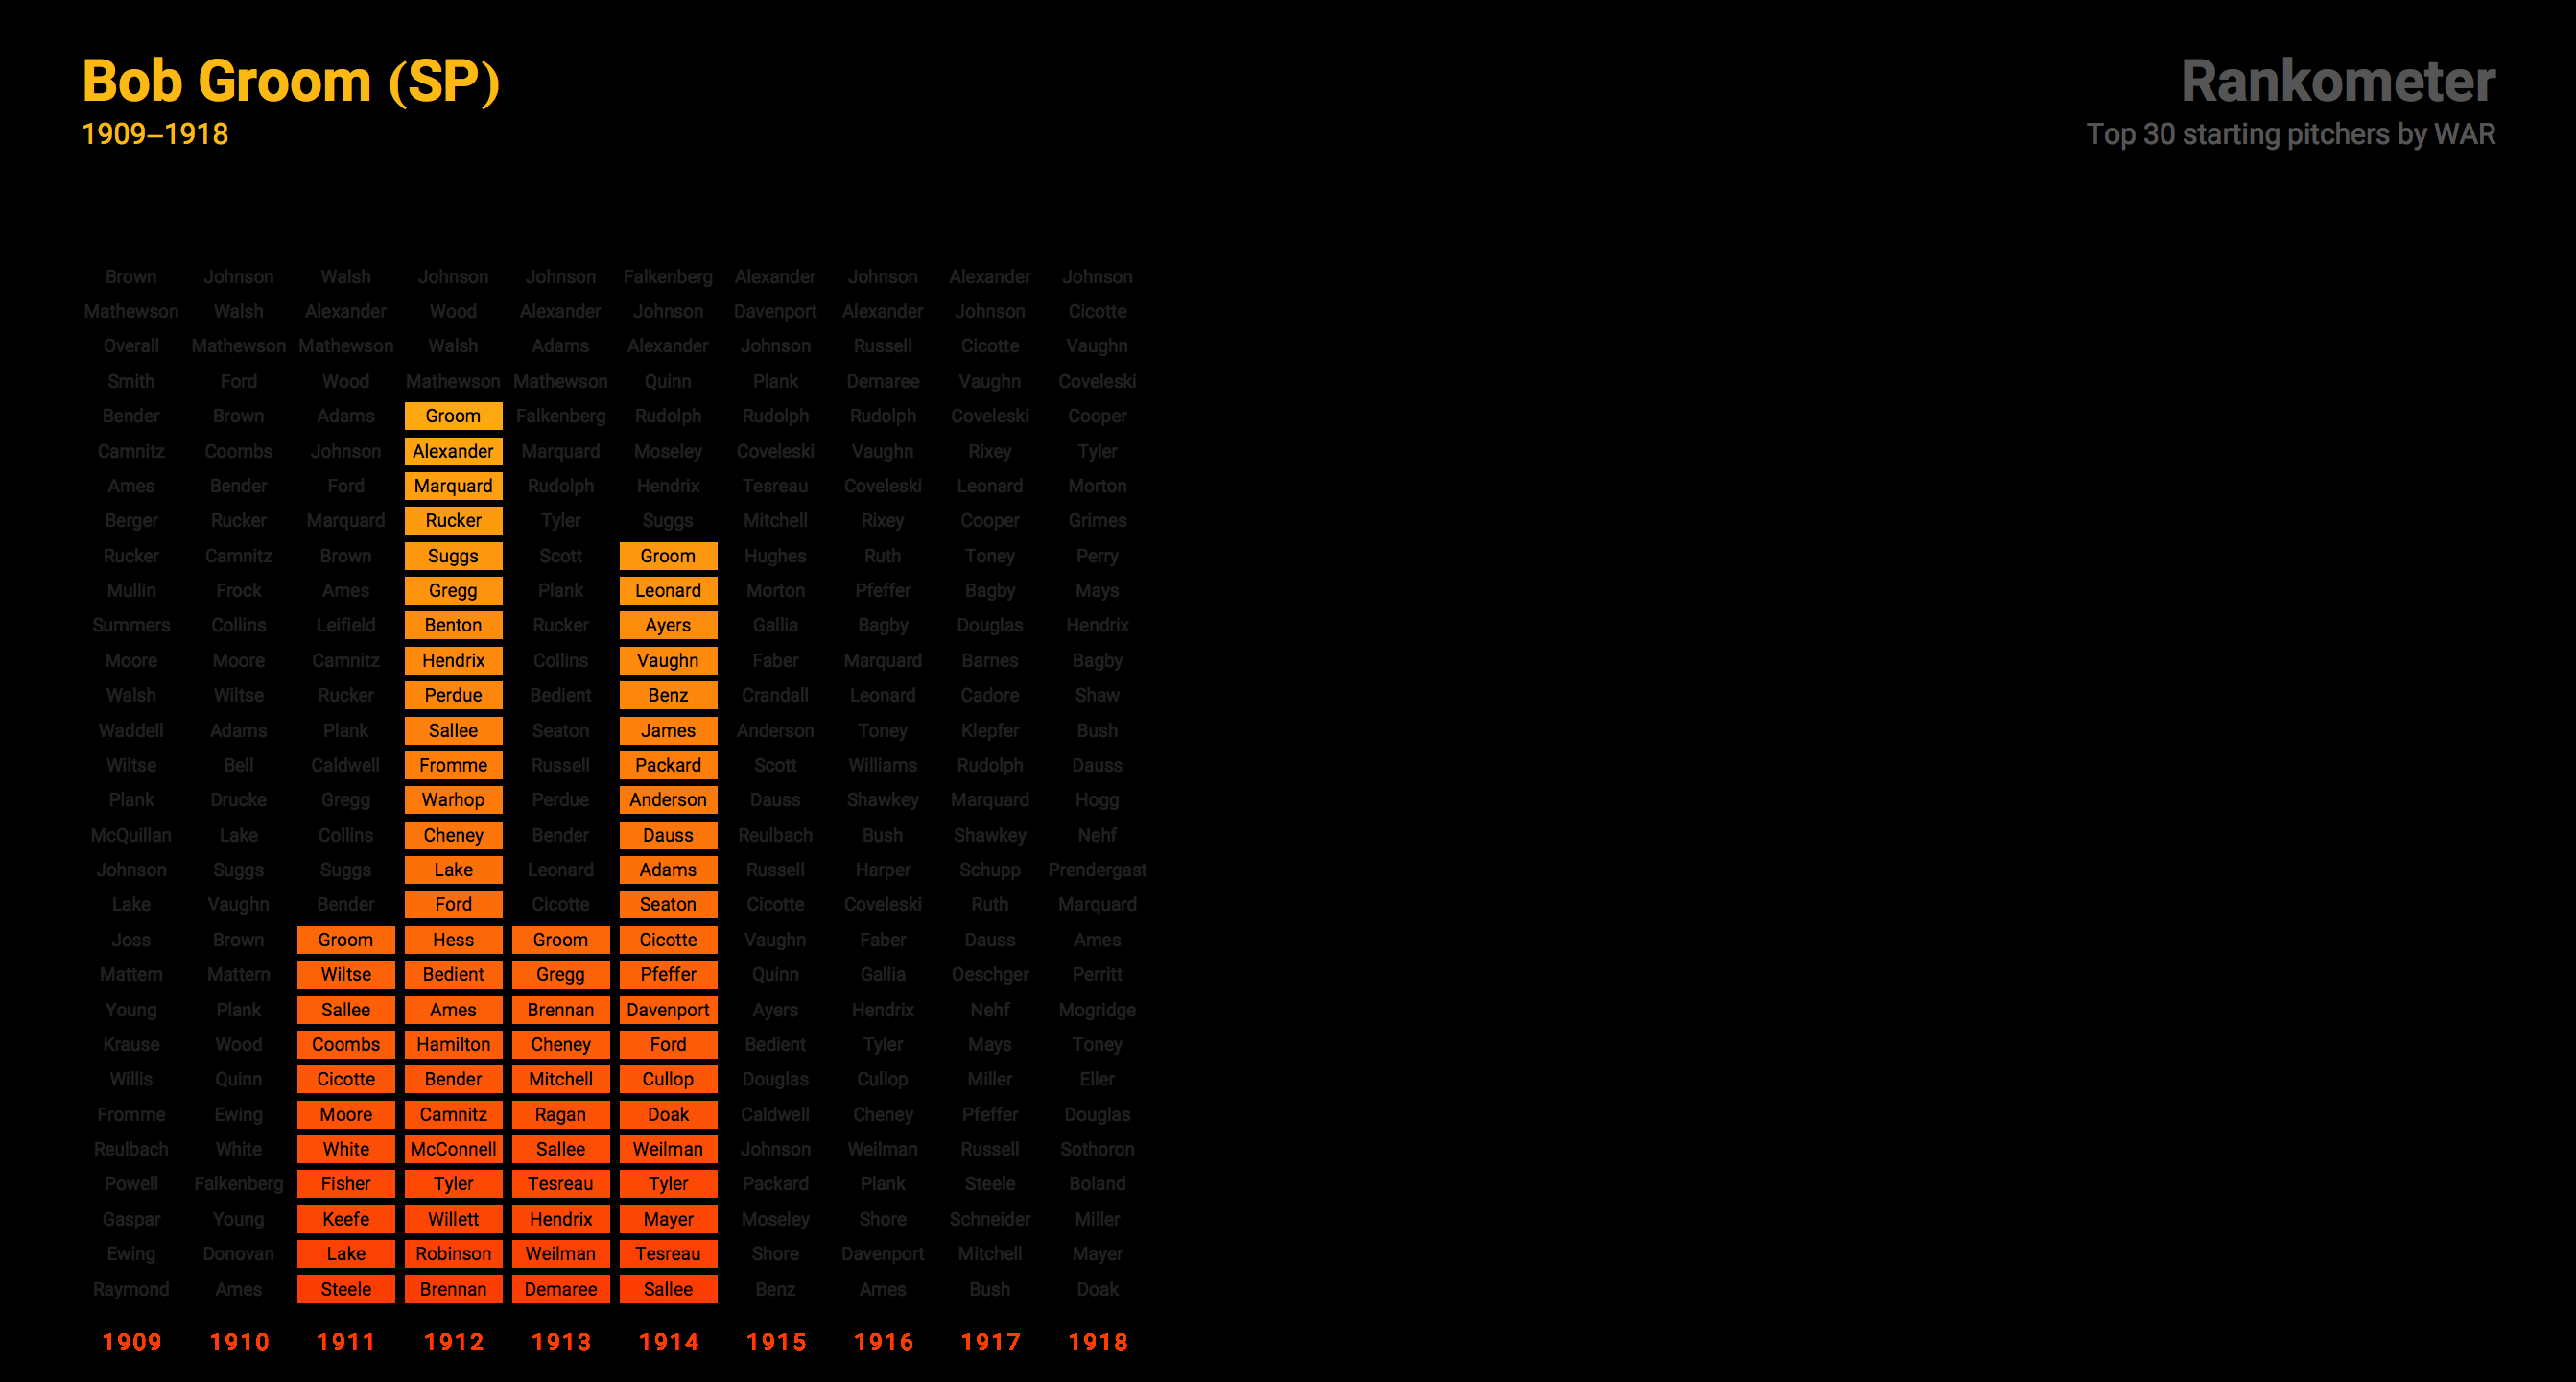 Bob Groom (SP)
1909–1918
Rankometer
Top 30 starting pitchers by WAR
Brown Johnson Walsh Johnson Johnson Falkenberg Alexander Johnson Alexander Johnson
Mathewson Walsh Alexander Wood Alexander Johnson Davenport Alexander Johnson Cicotte
Overall Mathewson Mathewson Walsh Adams Alexander Johnson Russell Cicotte Vaughn
Smith Ford Wood Mathewson Mathewson Quinn Plank Demaree Vaughn Coveleski
Bender Brown Adams Groom Falkenberg Rudolph Rudolph Rudolph Coveleski Cooper
Camnitz Coombs Johnson Alexander Marquard Moseley Coveleski Vaughn Rixey Tyler
Ames Bender Ford Marquard Rudolph Hendrix Tesreau Coveleski Leonard Morton
Berger Rucker Marquard Rucker Tyler Suggs Mitchell Rixey Cooper Grimes
Rucker Camnitz Brown Suggs Scott Groom Hughes Ruth Toney Perry
Mullin Frock Ames Gregg Plank Leonard Morton Pfeffer Bagby Mays
Summers Collins Leifield Benton Rucker Ayers Gallia Bagby Douglas Hendrix
Moore Moore Camnitz Hendrix Collins Vaughn Faber Marquard Barnes Bagby
Walsh Wiltse Rucker Perdue Bedient Benz Crandall Leonard Cadore Shaw
Waddell Adams Plank Sallee Seaton James Anderson Toney Klepfer Bush
Wiltse Bell Caldwell Fromme Russell Packard Scott Williams Rudolph Dauss
Plank Drucke Gregg Warhop Perdue Anderson Dauss Shawkey Marquard Hogg
McQuillan Lake Collins Cheney Bender Dauss Reulbach Bush Shawkey Nehf
Johnson Suggs Suggs Lake Leonard Adams Russell Harper Schupp Prendergast
Lake Vaughn Bender Ford Cicotte Seaton Cicotte Coveleski Ruth Marquard
Joss Brown Groom Hess Groom Cicotte Vaughn Faber Dauss Ames
Mattern Mattern Wiltse Bedient Gregg Pfeffer Quinn Gallia Oeschger Perritt
Young Plank Sallee Ames Brennan Davenport Ayers Hendrix Nehf Mogridge
Krause Wood Coombs Hamilton Cheney Ford Bedient Tyler Mays Toney
Willis Quinn Cicotte Bender Mitchell Cullop Douglas Cullop Miller Eller
Fromme Ewing Moore Camnitz Ragan Doak Caldwell Cheney Pfeffer Douglas
Reulbach White White McConnell Sallee Weilman Johnson Weilman Russell Sothoron
Powell Falkenberg Fisher Tyler Tesreau Tyler Packard Plank Steele Boland
Gaspar Young Keefe Willett Hendrix Mayer Moseley Shore Schneider Miller
Ewing Donovan Lake Robinson Weilman Tesreau Shore Davenport Mitchell Mayer
Raymond Ames Steele Brennan Demaree Sallee Benz Ames Bush Doak
1909 1910 1911 1912 1913 1914 1915 1916 1917 1918